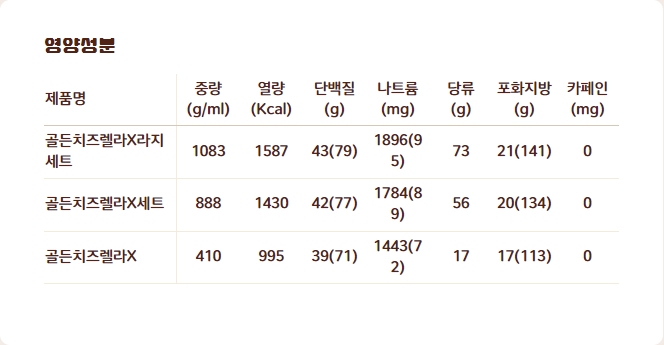 영양성분
제품명 중량 (g/ml) 열량 (Kcal) 단백질 (g) 나트륨 (mg) 당류 (g) 포화지방 (g) 카페인 (mg)
골든치즈렐라X라지 세트 1083 1587 43(79) 1896(95) 73 21(141) 0
골든치즈렐라X세트 888 1430 42(77) 1784(89) 56 20(134) 0
골든치즈렐라X 410 995 39(71) 1443(72) 17 17(113) 0